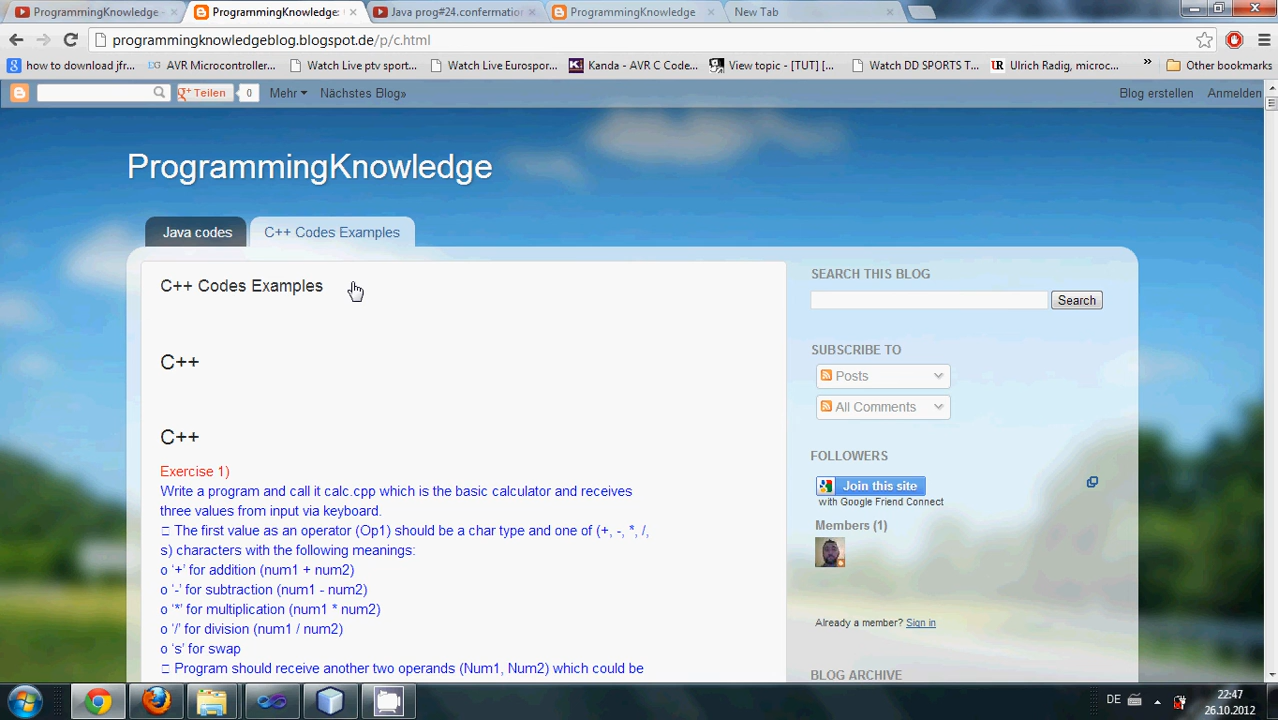 ProgrammingKnowledge -
ProgrammingKnowledge:
Java prog#24.confermation
ProgrammingKnowledge
New Tab
programmingknowledgeblog.blogspot.de/p/c.html
how to download jfr...
AVR Microcontroller...
Watch Live ptv sport...
Watch Live Eurospor...
Kanda - AVR C Code...
View topic - [TUT] [...
Watch DD SPORTS T...
Ulrich Radig, microc...
Other bookmarks
Teilen
0
Mehr
Nächstes Blog»
Blog erstellen
Anmelden
ProgrammingKnowledge
Java codes
C++ Codes Examples
C++ Codes Examples
C++
C++
Exercise 1)
Write a program and call it calc.cpp which is the basic calculator and receives
three values from input via keyboard.
□ The first value as an operator (Op1) should be a char type and one of (+, -, *, /,
s) characters with the following meanings:
o ‘+’ for addition (num1 + num2)
o ‘-’ for subtraction (num1 - num2)
o ‘*’ for multiplication (num1 * num2)
o ‘/’ for division (num1 / num2)
o ‘s’ for swap
□ Program should receive another two operands (Num1, Num2) which could be
SEARCH THIS BLOG
Search
SUBSCRIBE TO
Posts
All Comments
FOLLOWERS
Join this site
with Google Friend Connect
Members (1)
Already a member? Sign in
BLOG ARCHIVE
DE
22:47
26.10.2012